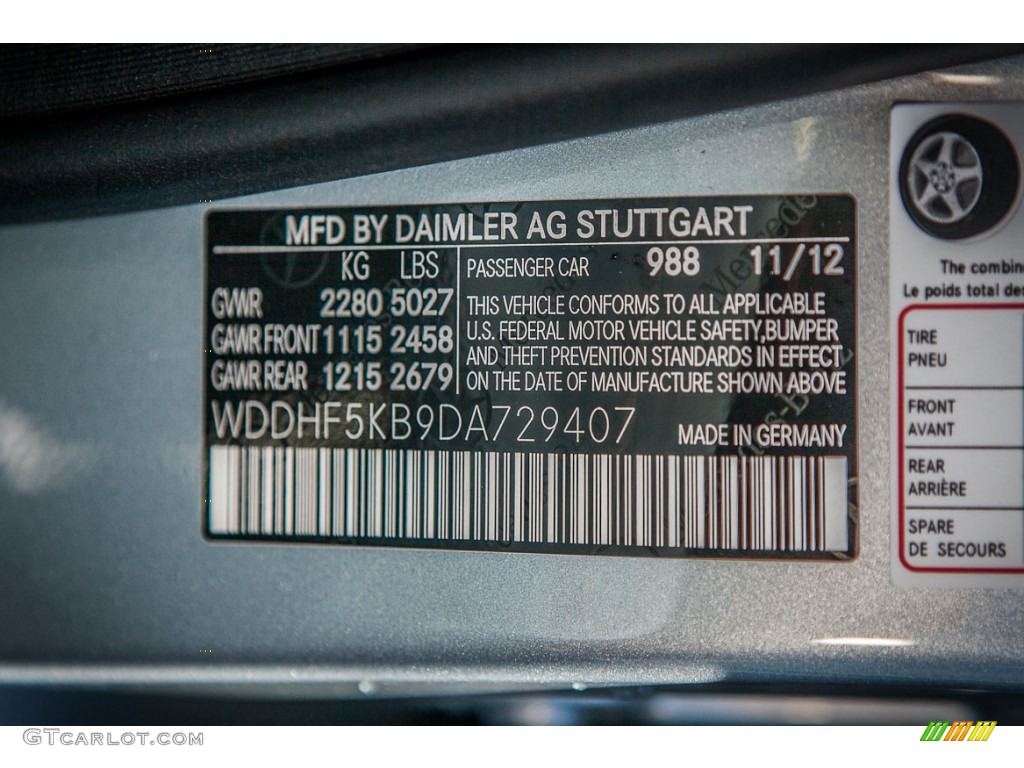 MFD BY DAIMLER AG STUTTGART
KG LBS
GVWR 2280 5027
GAWR FRONT 1115 2458
GAWR REAR 1215 2679
PASSENGER CAR 988 11/12
THIS VEHICLE CONFORMS TO ALL APPLICABLE
U.S. FEDERAL MOTOR VEHICLE SAFETY, BUMPER
AND THEFT PREVENTION STANDARDS IN EFFECT
ON THE DATE OF MANUFACTURE SHOWN ABOVE
WDDHF5KB9DA729407 MADE IN GERMANY
The combin
Le poids total des
TIRE
PNEU
FRONT
AVANT
REAR
ARRIÈRE
SPARE
DE SECOURS
GTcarlot.com